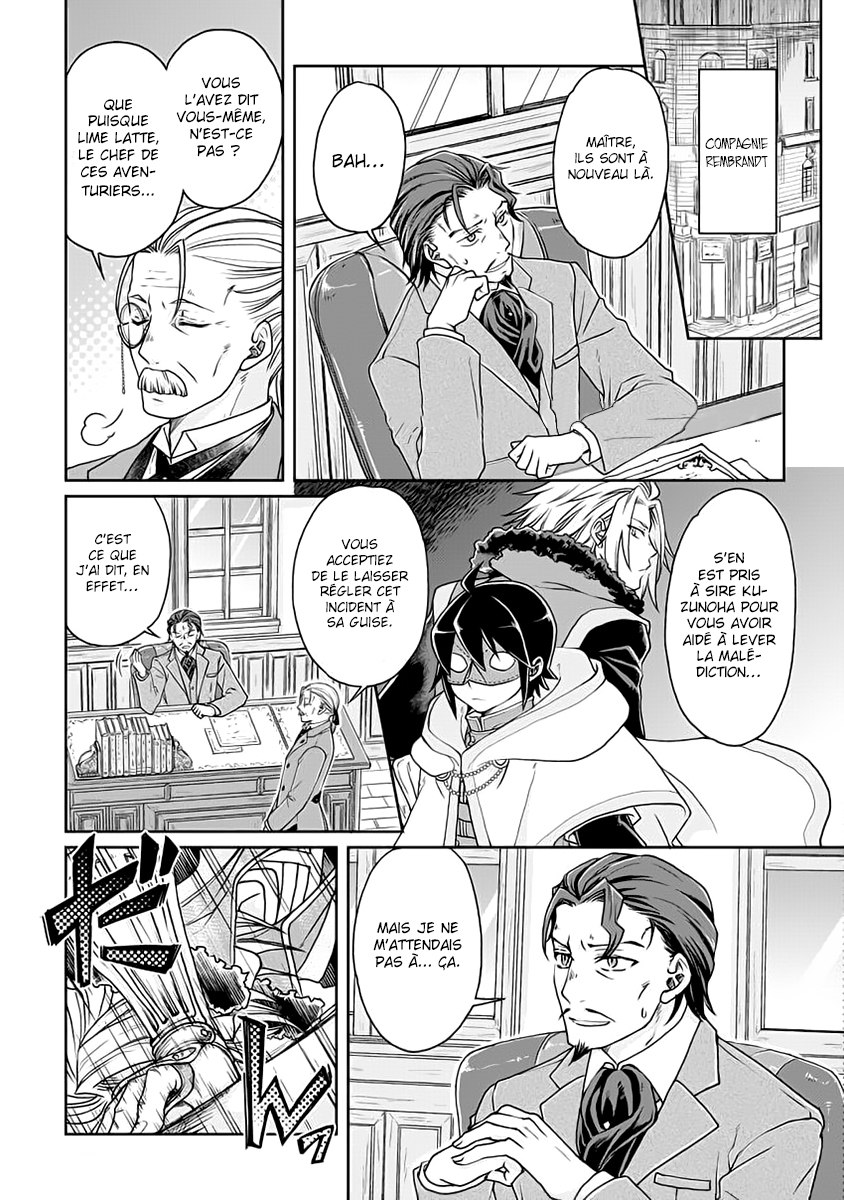 COMPAGNIE
REMBRANDT
MAÎTRE,
ILS SONT À
NOUVEAU LÀ.
BAH...
VOUS
L'AVEZ DIT
VOUS-MÊME,
N'EST-CE
PAS ?
QUE
PUISQUE
LIME LATTE,
LE CHEF DE
CES AVEN-
TURIERS...
S'EN
EST PRIS
À SIRE KU-
ZUNOHA POUR
VOUS AVOIR
AIDÉ À LEVER
LA MALÉ-
DICTION...
VOUS
ACCEPTIEZ
DE LE LAISSER
RÉGLER CET
INCIDENT À
SA GUISE.
C'EST
CE QUE
J'AI DIT, EN
EFFET...
MAIS JE NE
M'ATTENDAIS
PAS À... ÇA.